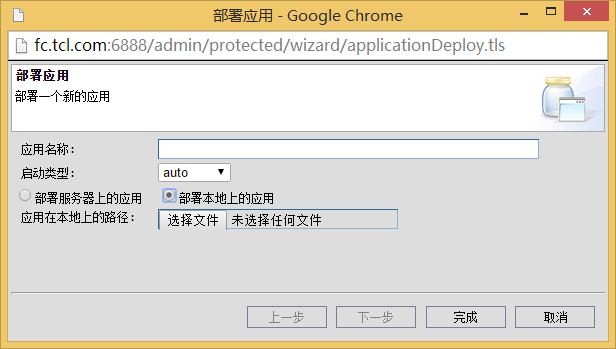 部署应用 - Google Chrome
fc.tcl.com:6888/admin/protected/wizard/applicationDeploy.tls
部署应用
部署一个新的应用
应用名称:
启动类型: auto
部署服务器上的应用 部署本地上的应用
应用在本地上的路径: 选择文件 未选择任何文件
上一步 下一步 完成 取消